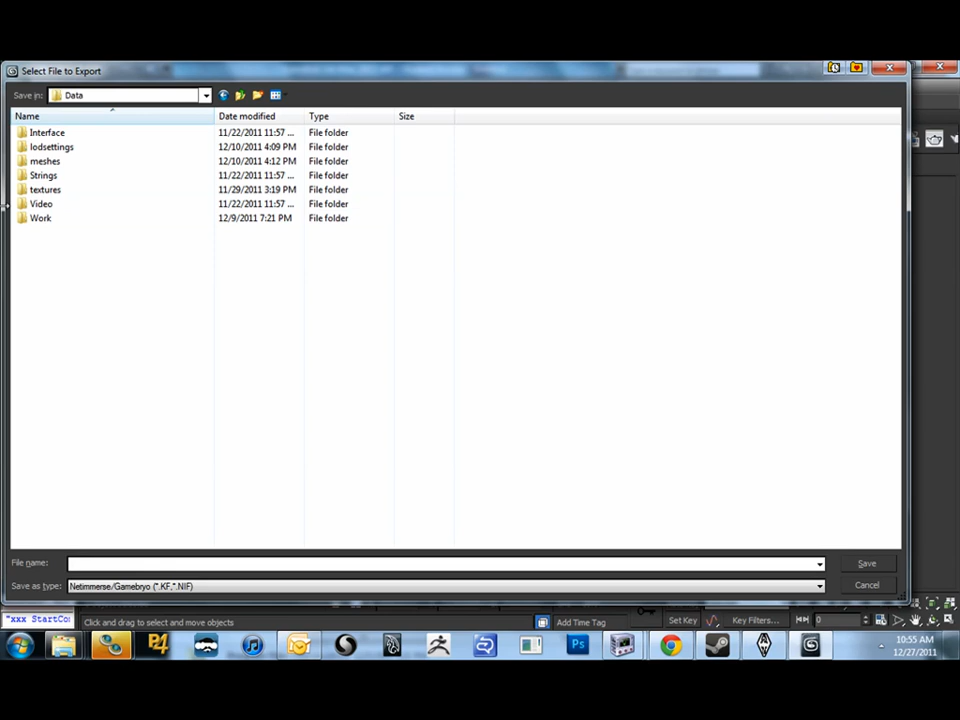 Select File to Export
Save in: Data
Name Date modified Type Size
Interface 11/22/2011 11:57 ... File folder
lodsettings 12/10/2011 4:09 PM File folder
meshes 12/10/2011 4:12 PM File folder
Strings 11/22/2011 11:57 ... File folder
textures 11/29/2011 3:19 PM File folder
Video 11/22/2011 11:57 ... File folder
Work 12/9/2011 7:21 PM File folder
File name: Save
Save as type: Netimmerse/Gamebryo (*.KF,*.NIF) Cancel
"xxx StartCo: Click and drag to select and move objects Add Time Tag Set Key Key Filters... 0
P4 Ps 10:55 AM
12/27/2011